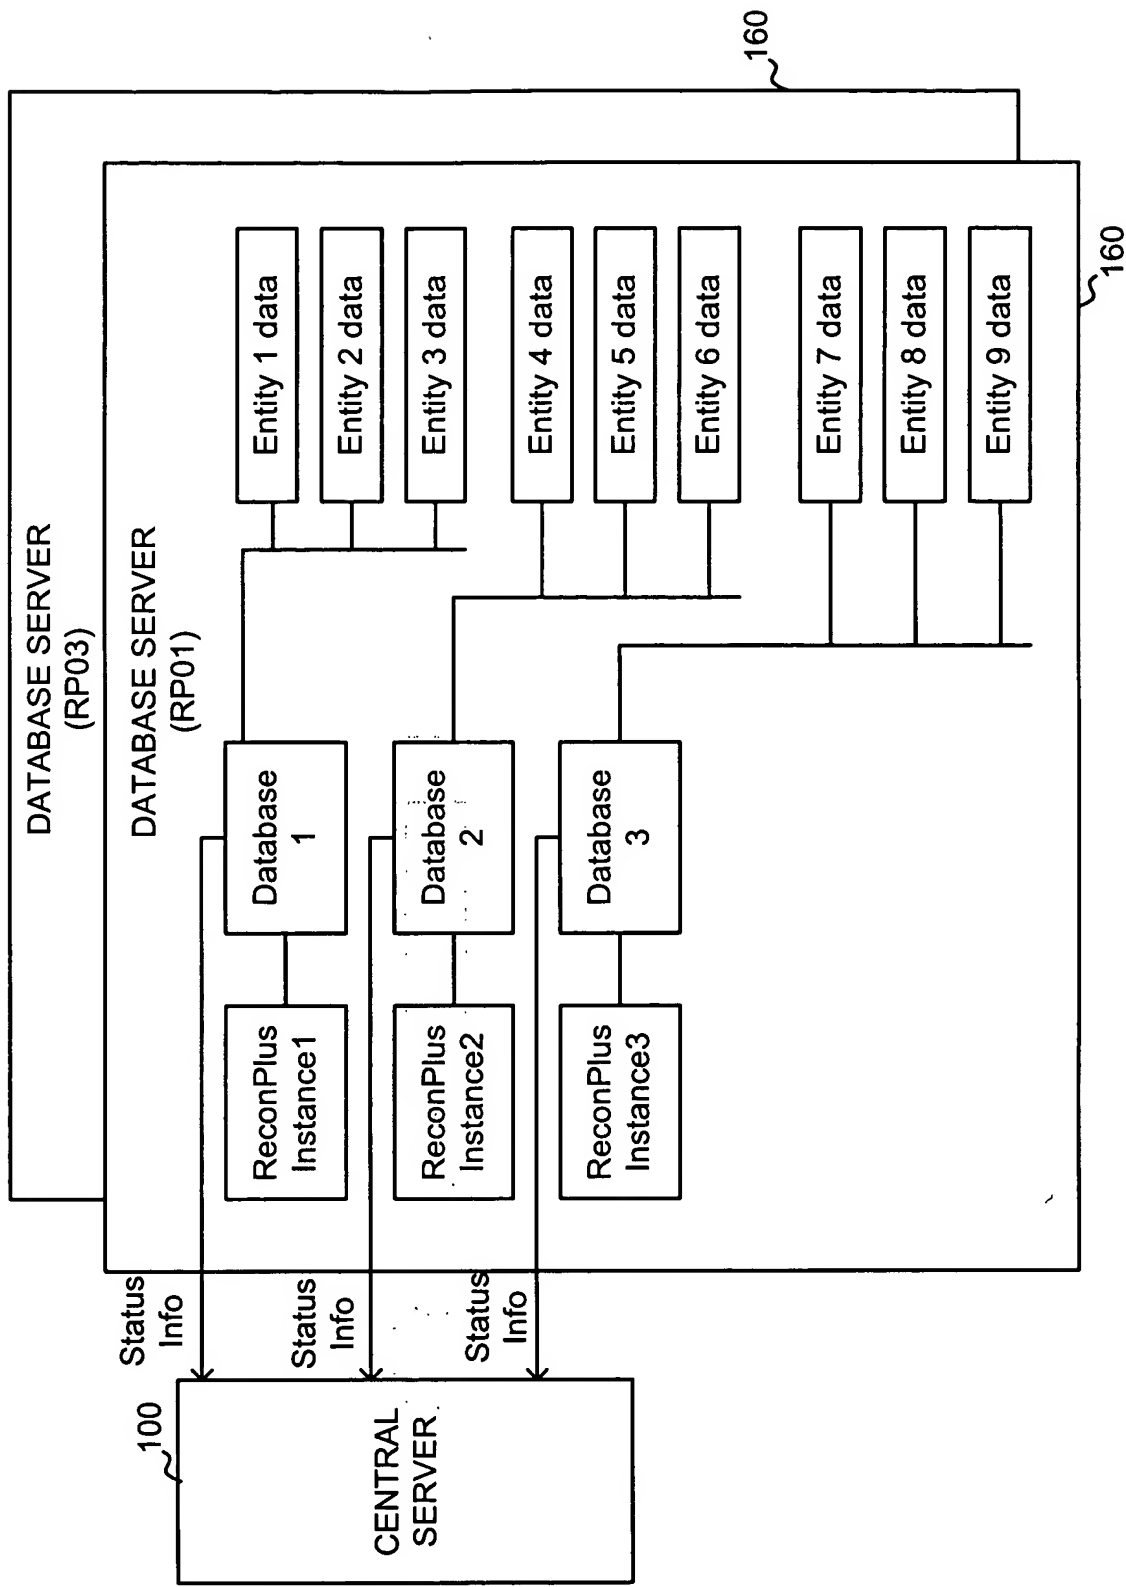 DATABASE SERVER
(RP03)
160
DATABASE SERVER
(RP01)
160
100
CENTRAL
SERVER
Status
Info
Status
Info
Status
Info
ReconPlus
Instance1
ReconPlus
Instance2
ReconPlus
Instance3
Database
1
Database
2
Database
3
Entity 1 data
Entity 2 data
Entity 3 data
Entity 4 data
Entity 5 data
Entity 6 data
Entity 7 data
Entity 8 data
Entity 9 data